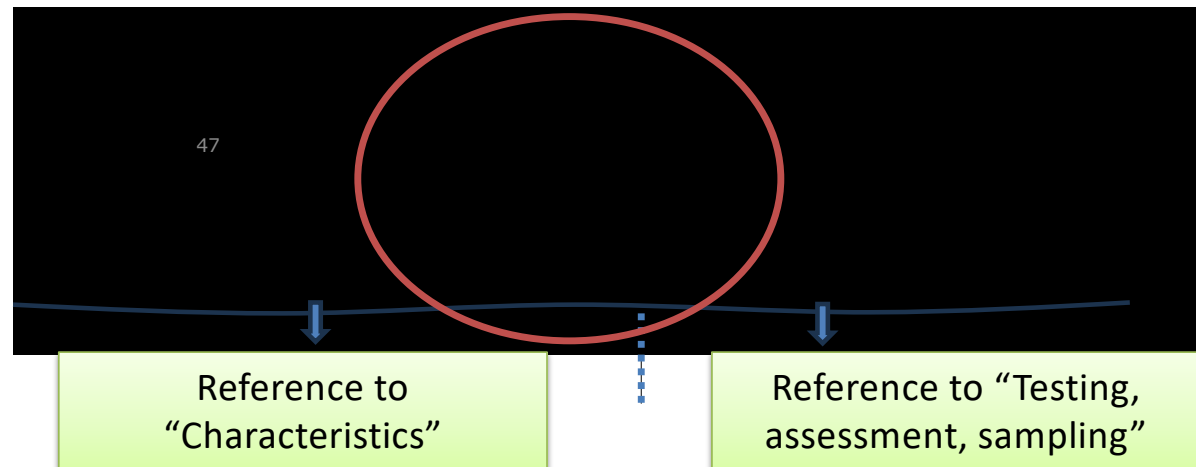 47
Reference to
“Characteristics”
Reference to “Testing,
assessment, sampling”